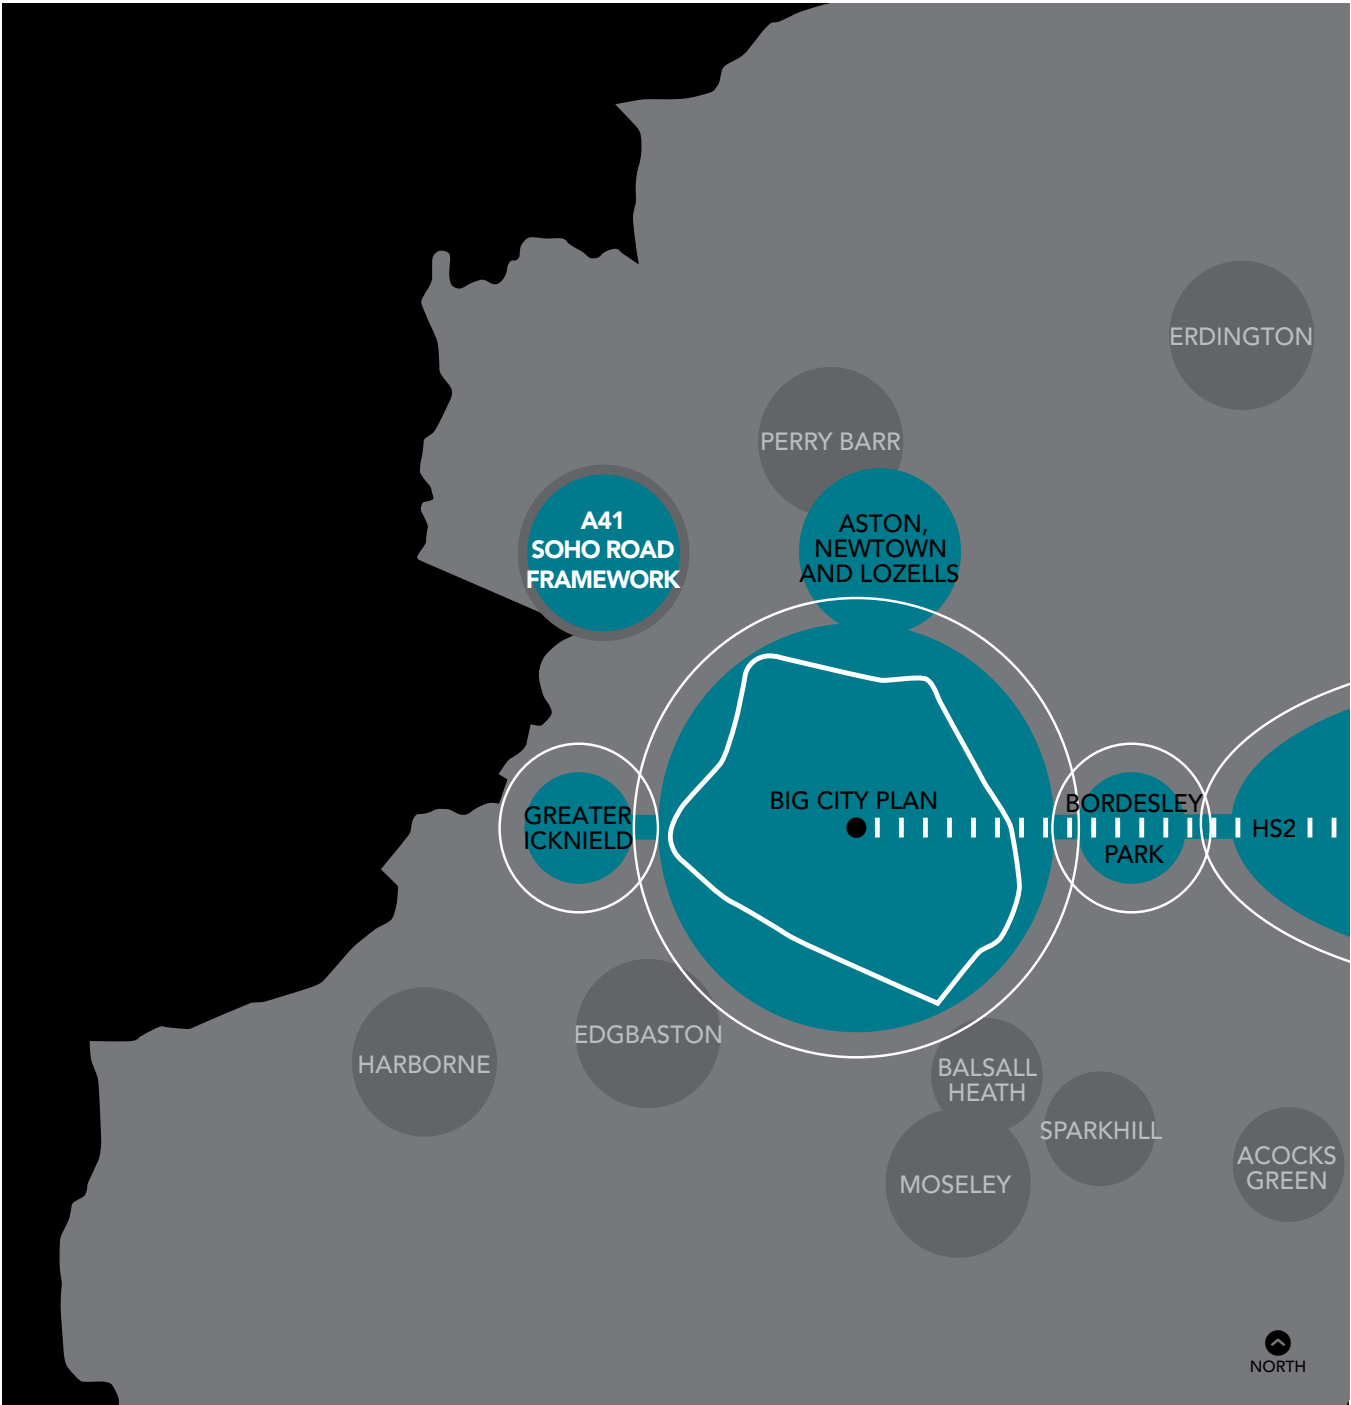 ERDINGTON
PERRY BARR
A41
SOHO ROAD
FRAMEWORK
ASTON,
NEWTOWN
AND LOZELLS
BIG CITY PLAN
GREATER
ICKNIELD
BORDESLEY
PARK
HS2
EDGBASTON
HARBORNE
BALSALL
HEATH
SPARKHILL
MOSELEY
ACOCKS
GREEN
NORTH